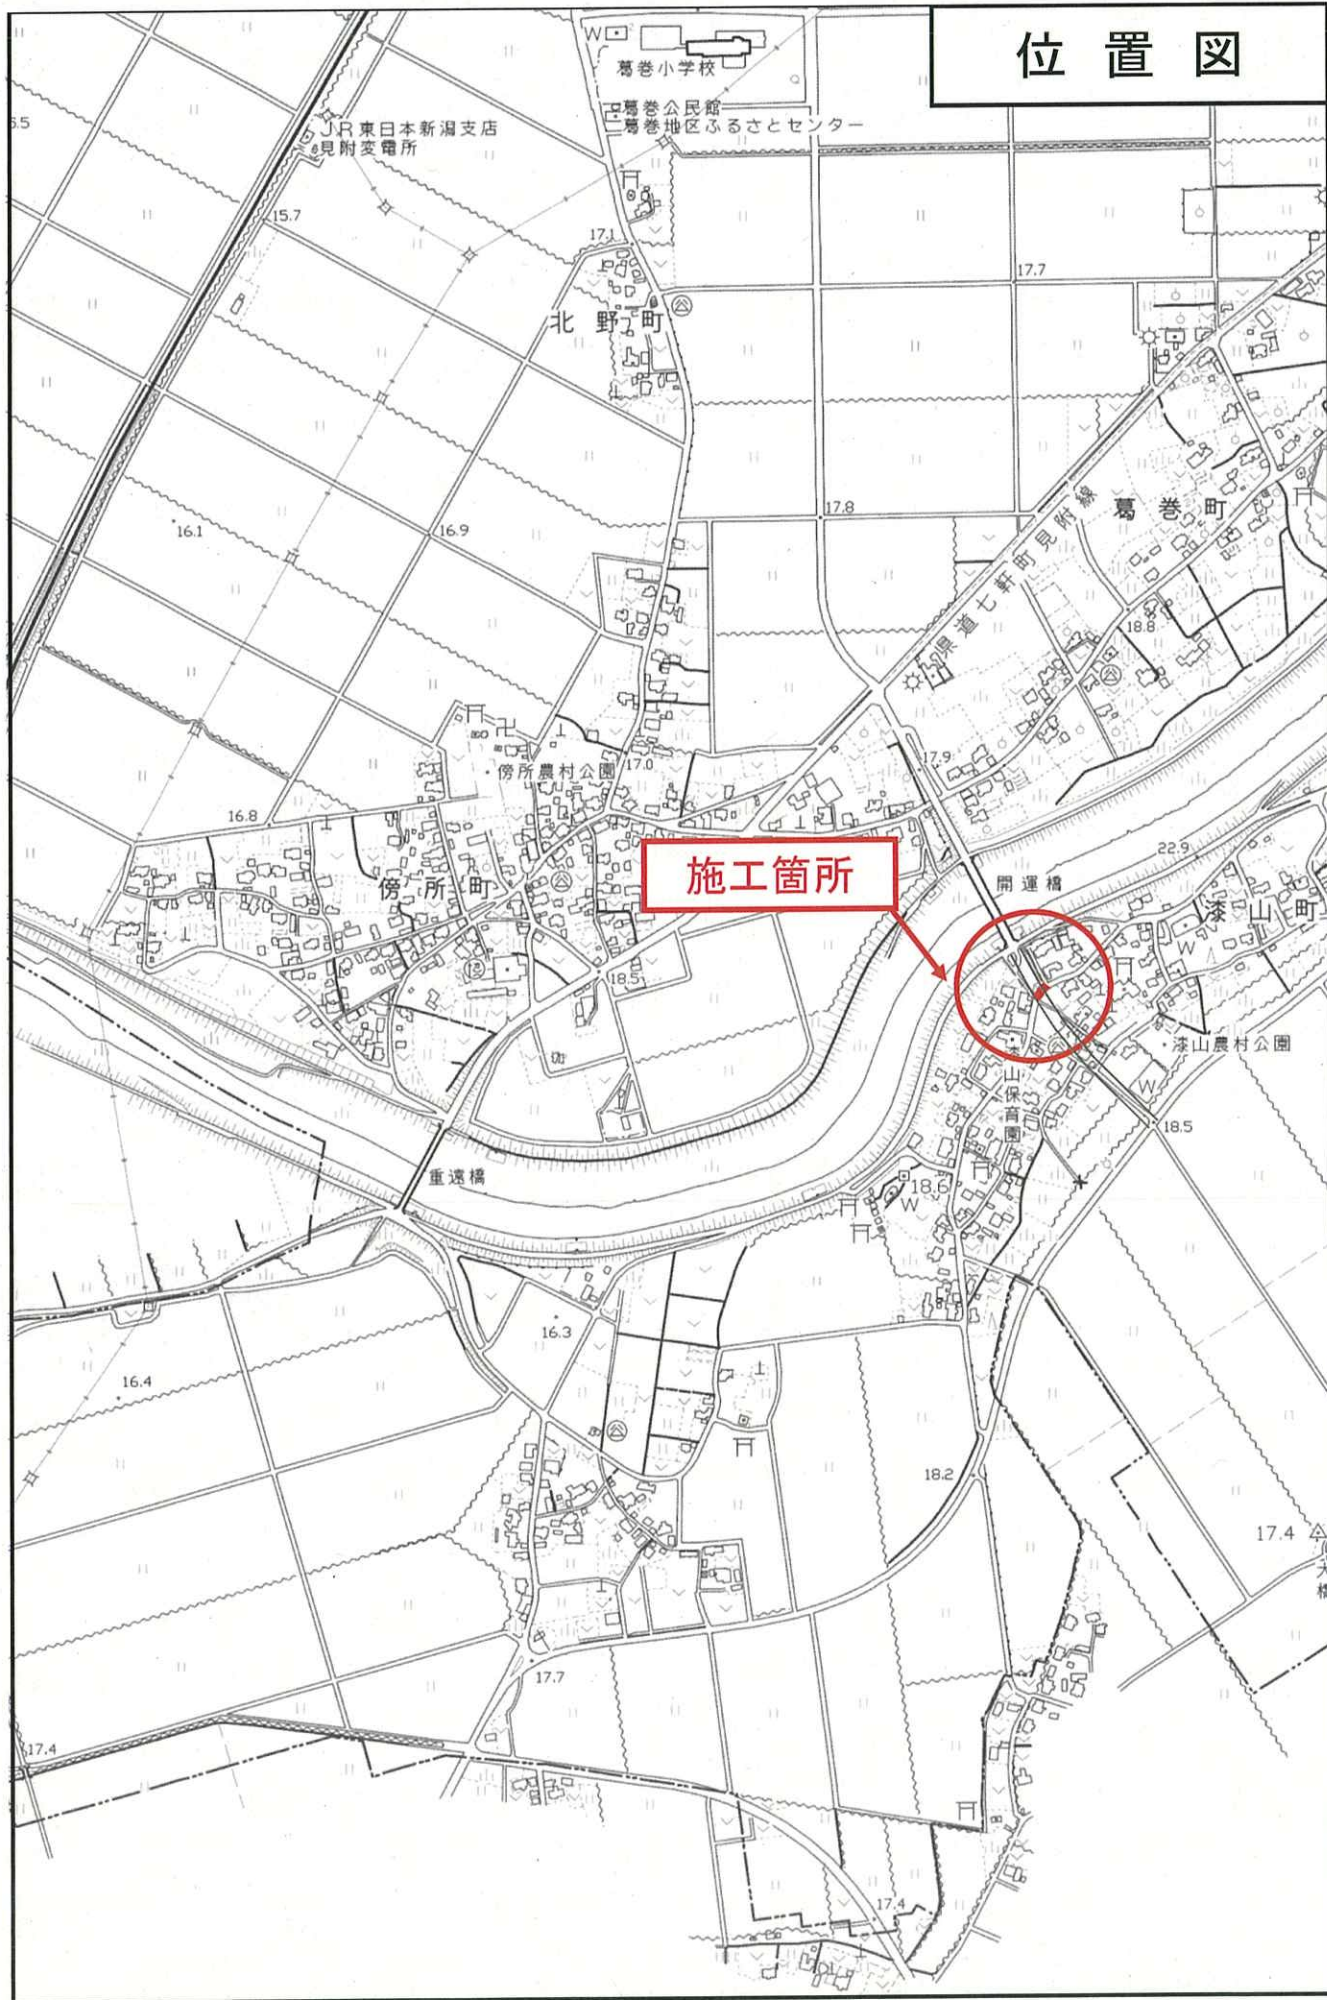 位置図
W
葛巻小学校
葛巻公民館
葛巻地区ふるさとセンター
JR東日本新潟支店
見附変電所
15.7
17.1
17.7
北野町
17.8
16.1
16.9
県道七軒町見附線
葛巻町
18.8
傍所農村公園
17.0
17.9
16.8
傍所町
施工箇所
開運橋
22.9
漆山町
W
18.5
漆山農村公園
山保育園
W
18.5
重遠橋
18.6
W
16.3
16.4
18.2
17.4
17.7
17.4
17.4